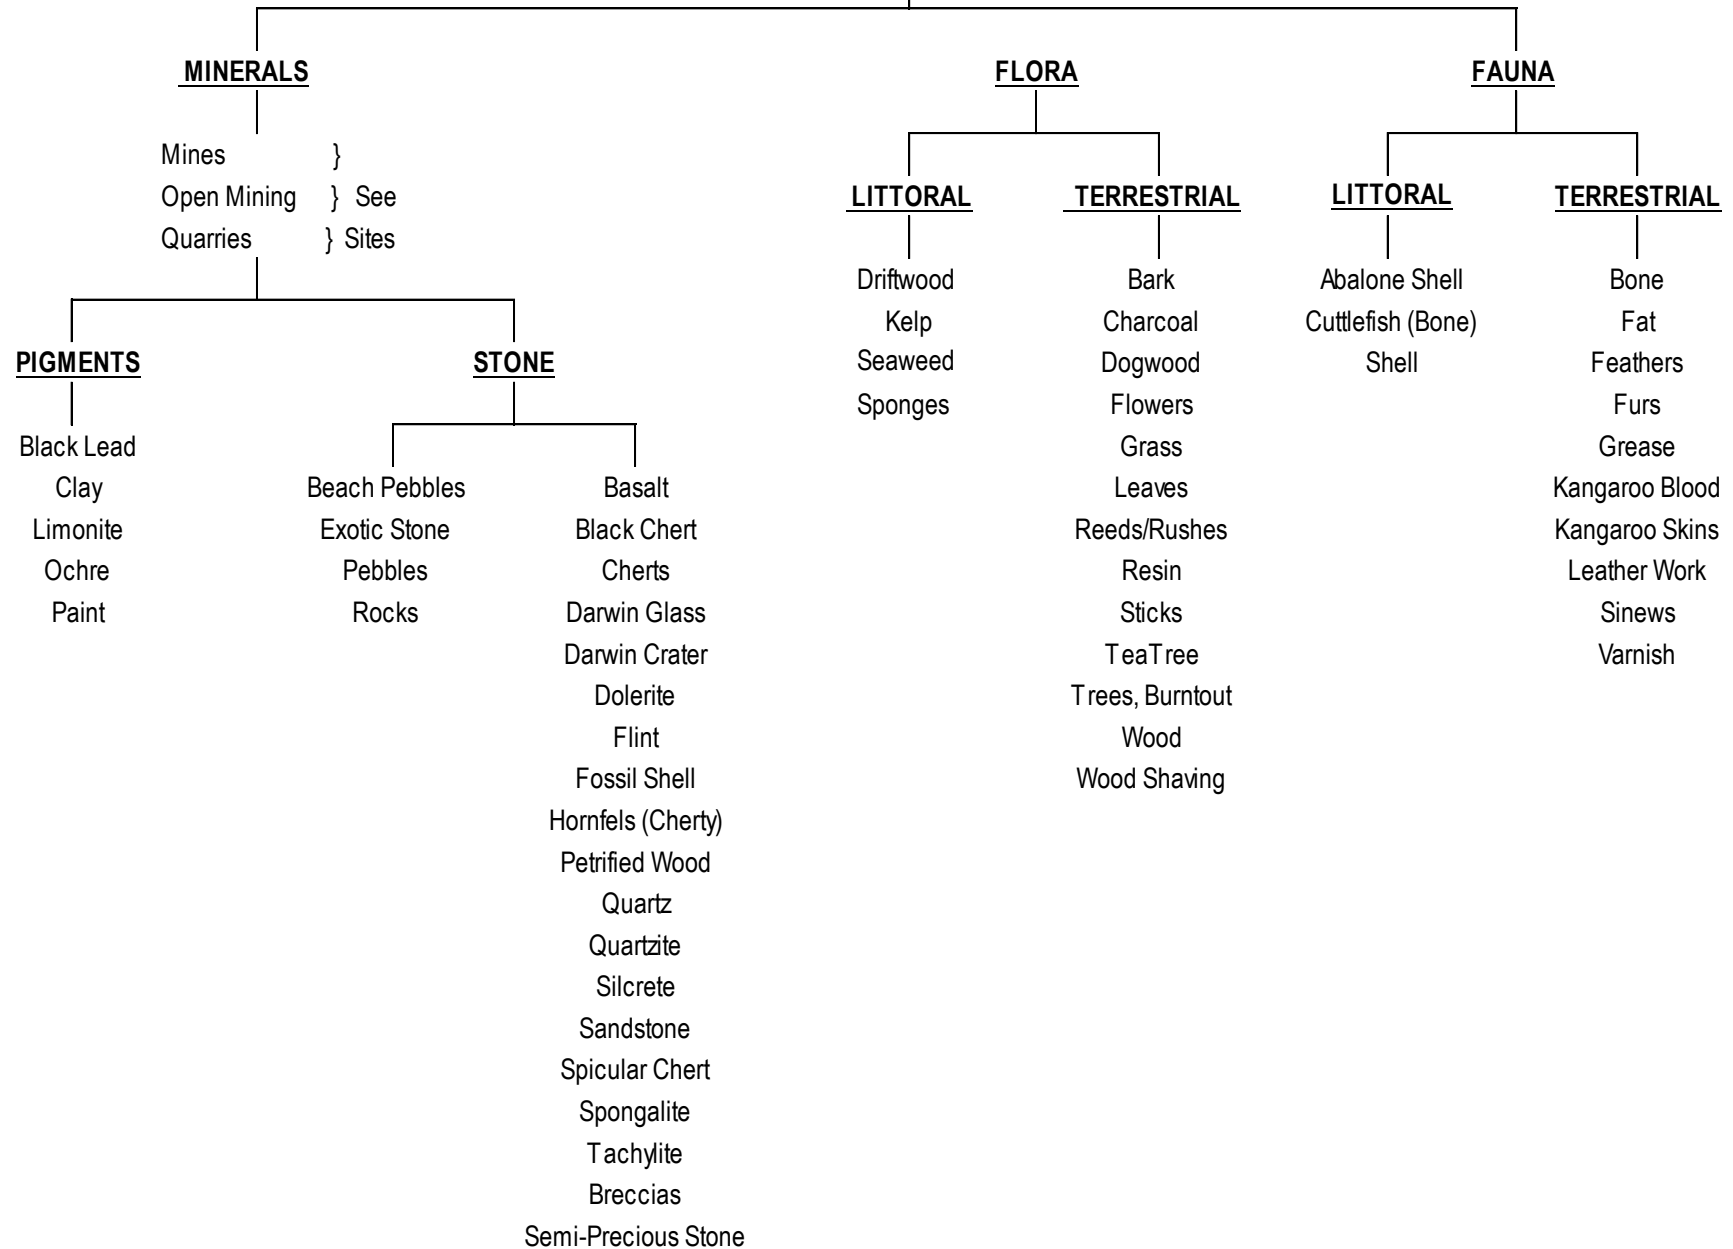 MINERALS
FLORA
FAUNA
Mines }
Open Mining } See
Quarries } Sites
LITTORAL
TERRESTRIAL
LITTORAL
TERRESTRIAL
Driftwood
Kelp
Seaweed
Sponges
Bark
Charcoal
Dogwood
Flowers
Grass
Leaves
Reeds/Rushes
Resin
Sticks
TeaTree
Trees, Burntout
Wood
Wood Shaving
Abalone Shell
Cuttlefish (Bone)
Shell
Bone
Fat
Feathers
Furs
Grease
Kangaroo Blood
Kangaroo Skins
Leather Work
Sinews
Varnish
PIGMENTS
STONE
Black Lead
Clay
Limonite
Ochre
Paint
Beach Pebbles
Exotic Stone
Pebbles
Rocks
Basalt
Black Chert
Cherts
Darwin Glass
Darwin Crater
Dolerite
Flint
Fossil Shell
Hornfels (Cherty)
Petrified Wood
Quartz
Quartzite
Silcrete
Sandstone
Spicular Chert
Spongalite
Tachylite
Breccias
Semi-Precious Stone